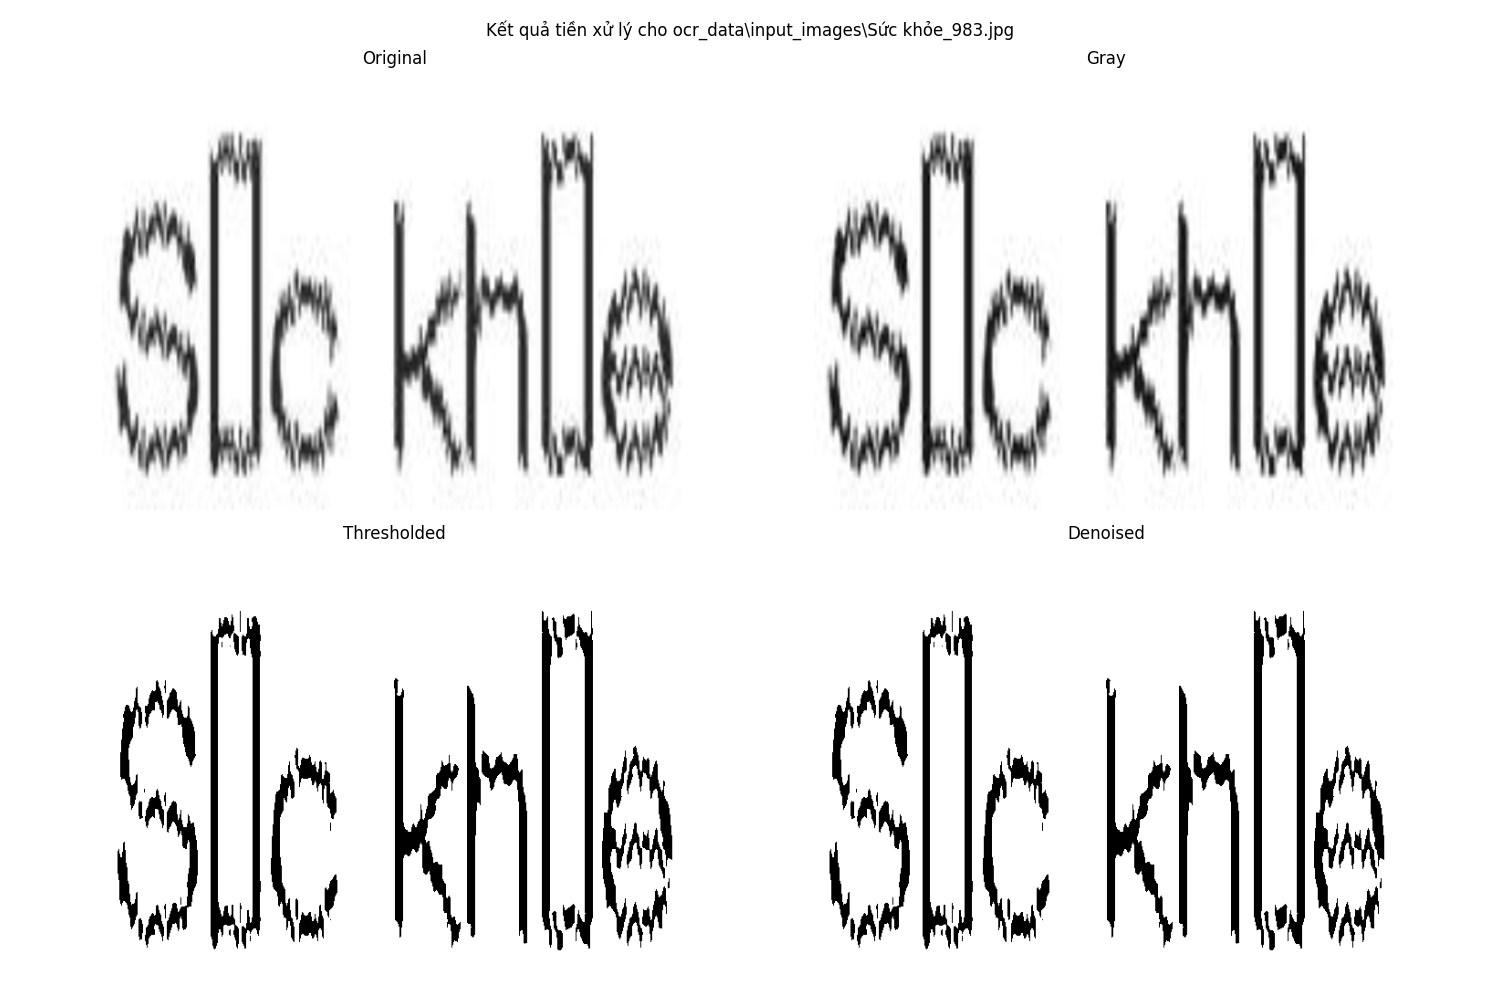 Kết quả tiền xử lý cho ocr_data\input_images\Sức khỏe_983.jpg
Original
Gray
S▯c kh▯e
S▯c kh▯e
Thresholded
Denoised
S▯c kh▯e
S▯c kh▯e